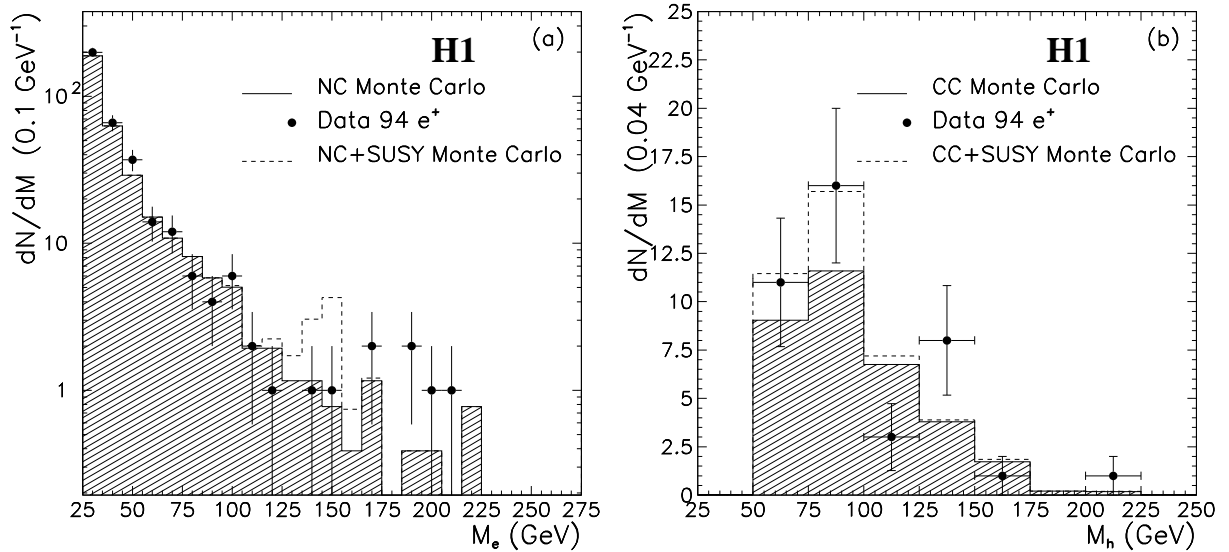 (a)
H1
NC Monte Carlo
Data 94 e⁺
NC+SUSY Monte Carlo
dN/dM (0.1 GeV⁻¹)
10²
10
1
25 50 75 100 125 150 175 200 225 250 275
Mₑ (GeV)
(b)
H1
CC Monte Carlo
Data 94 e⁺
CC+SUSY Monte Carlo
dN/dM (0.04 GeV⁻¹)
25
22.5
20
17.5
15
12.5
10
7.5
5
2.5
0
25 50 75 100 125 150 175 200 225 250
Mₕ (GeV)